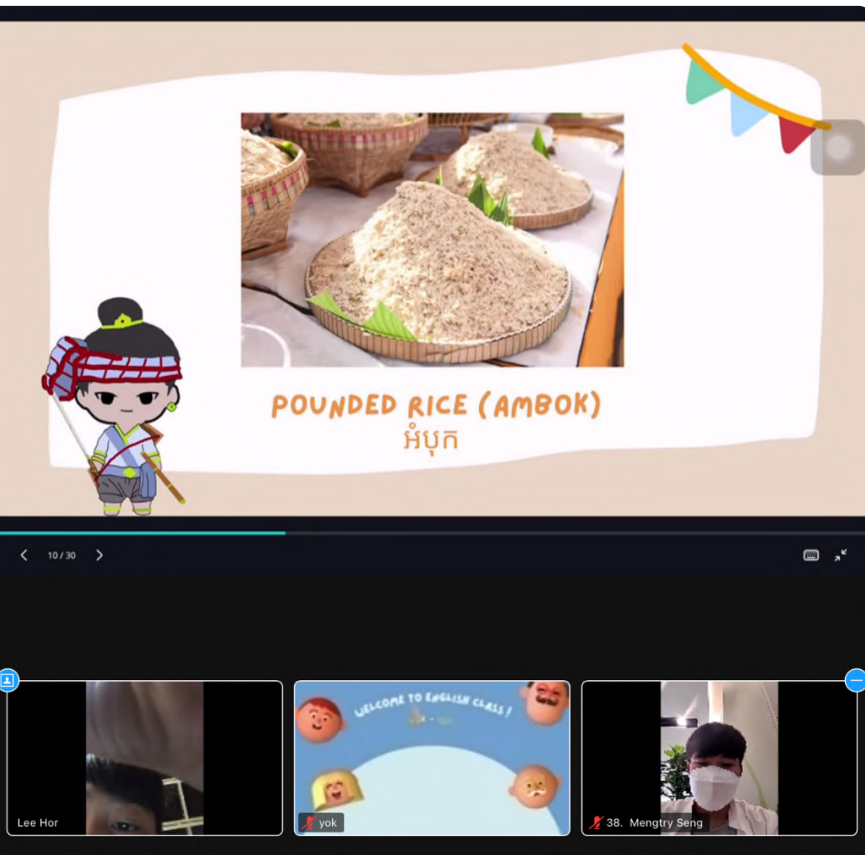 POUNDED RICE (AMBOK)
អំបុក
10 / 30
Lee Hor
WELCOME TO ENGLISH CLASS!
yok
38. Mengtry Seng